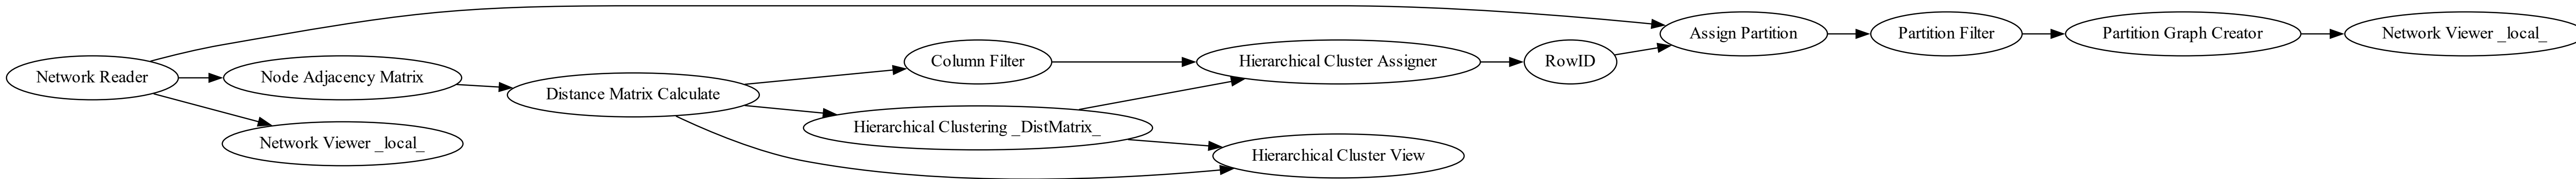 Network Reader
Node Adjacency Matrix
Network Viewer _local_
Distance Matrix Calculate
Column Filter
Hierarchical Clustering _DistMatrix_
Hierarchical Cluster Assigner
Hierarchical Cluster View
RowID
Assign Partition
Partition Filter
Partition Graph Creator
Network Viewer _local_